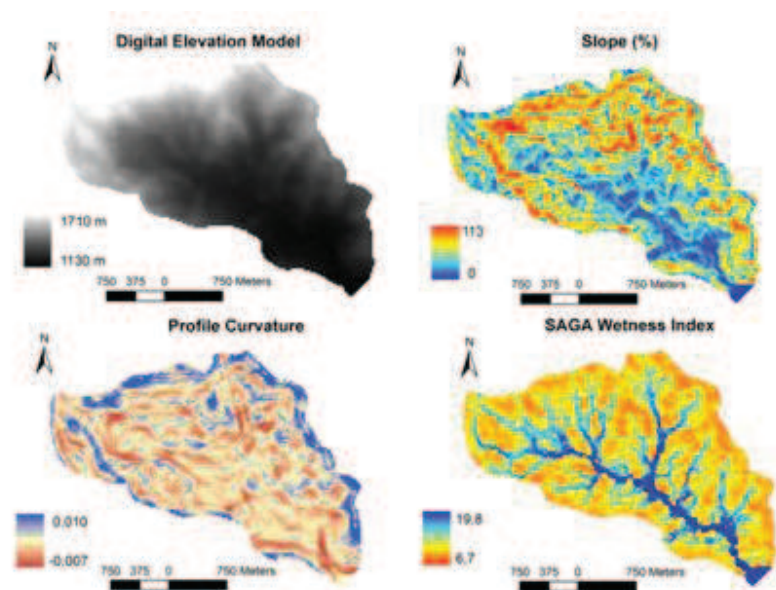 Digital Elevation Model
N
1710 m
1130 m
750 375 0 750 Meters
Slope (%)
N
113
0
750 375 0 750 Meters
Profile Curvature
N
0.010
-0.007
750 375 0 750 Meters
SAGA Wetness Index
N
19.8
6.7
750 375 0 750 Meters